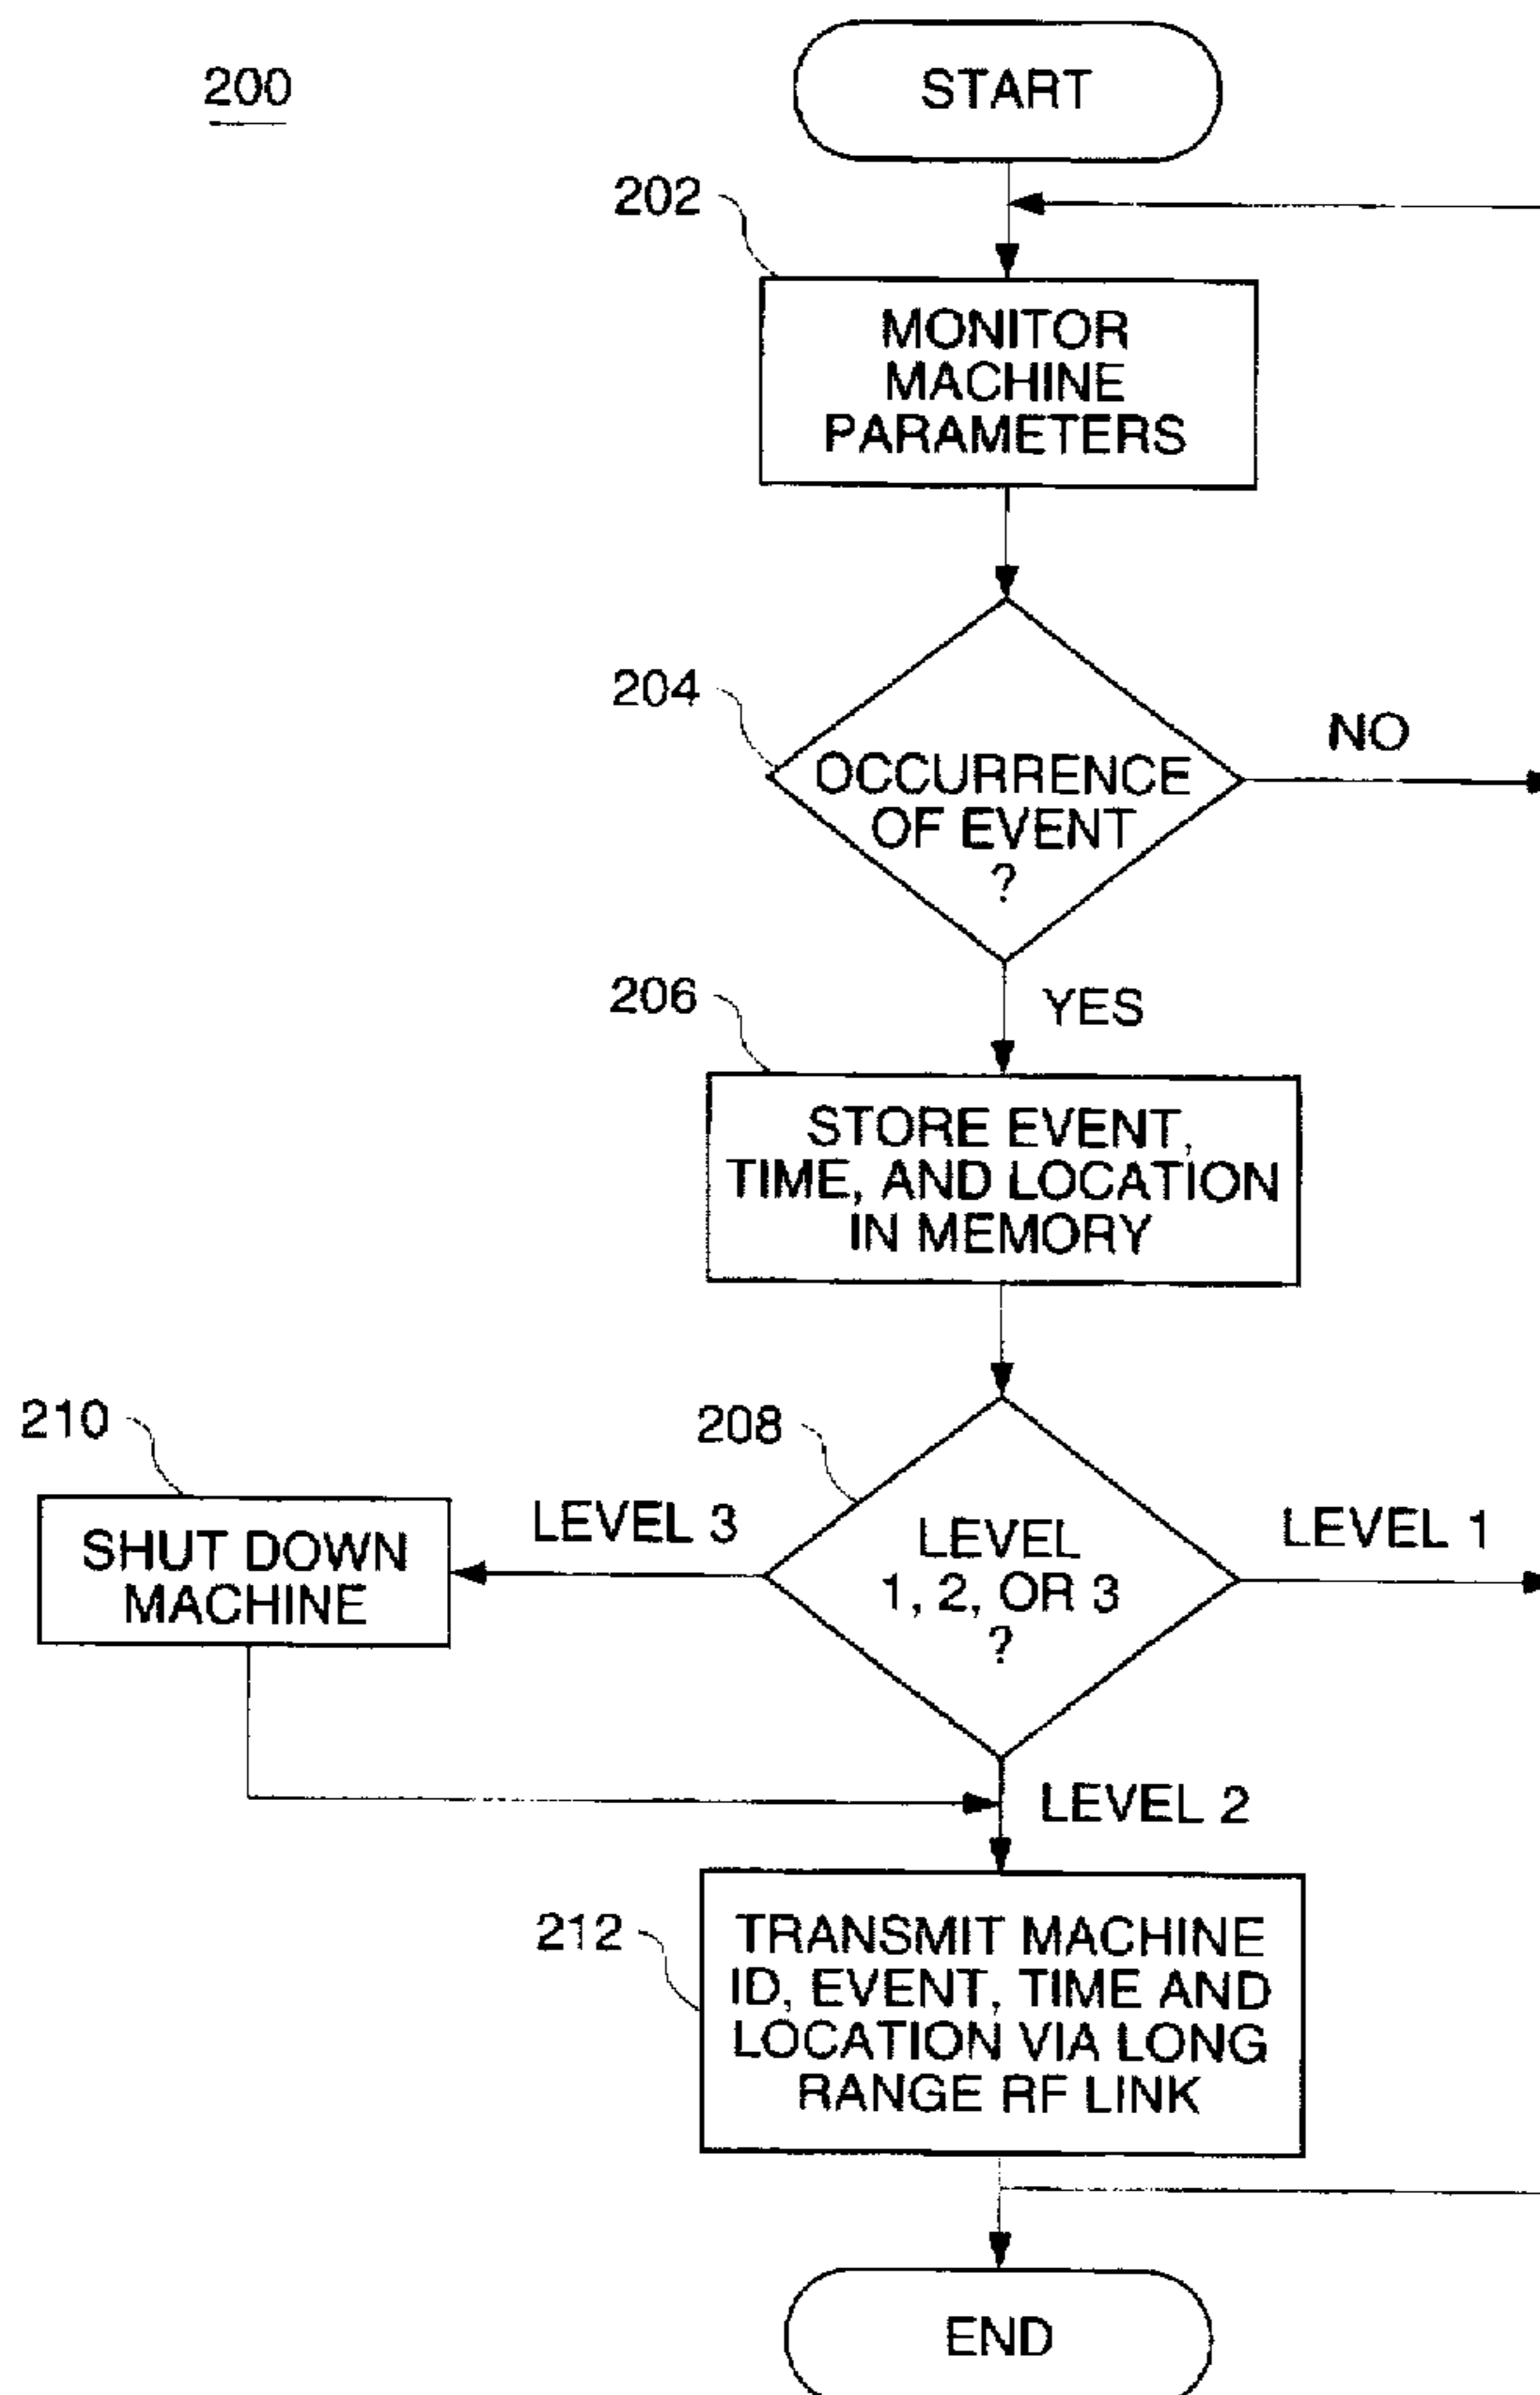 200
START
202
MONITOR
MACHINE
PARAMETERS
204
OCCURRENCE
OF EVENT
?
NO
206
YES
STORE EVENT,
TIME, AND LOCATION
IN MEMORY
210
208
SHUT DOWN
MACHINE
LEVEL 3
LEVEL
1, 2, OR 3
?
LEVEL 1
LEVEL 2
212
TRANSMIT MACHINE
ID, EVENT, TIME AND
LOCATION VIA LONG
RANGE RF LINK
END